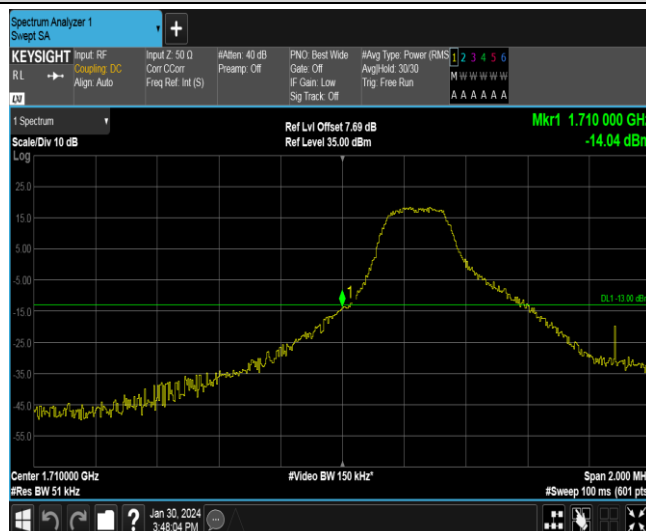 Spectrum Analyzer 1
Swept SA
+
KEYSIGHT
RL
LXI
Input: RF
Coupling: DC
Align: Auto
Input Z: 50 Ω
Corr CCorr
Freq Ref: Int (S)
#Atten: 40 dB
Preamp: Off
PNO: Best Wide
Gate: Off
IF Gain: Low
Sig Track: Off
#Avg Type: Power (RMS
Avg|Hold: 30/30
Trig: Free Run
1 2 3 4 5 6
M W W W W W
A A A A A A
1 Spectrum
Scale/Div 10 dB
Log
Ref Lvl Offset 7.69 dB
Ref Level 35.00 dBm
Mkr1 1.710 000 GHz
-14.04 dBm
25.0
15.0
5.00
-5.00
-15.0
-25.0
-35.0
-45.0
-55.0
1
DL1 -13.00 dBm
Center 1.710000 GHz
#Res BW 51 kHz
#Video BW 150 kHz*
Span 2.000 MH
#Sweep 100 ms (601 pts)
?
Jan 30, 2024
3:48:04 PM